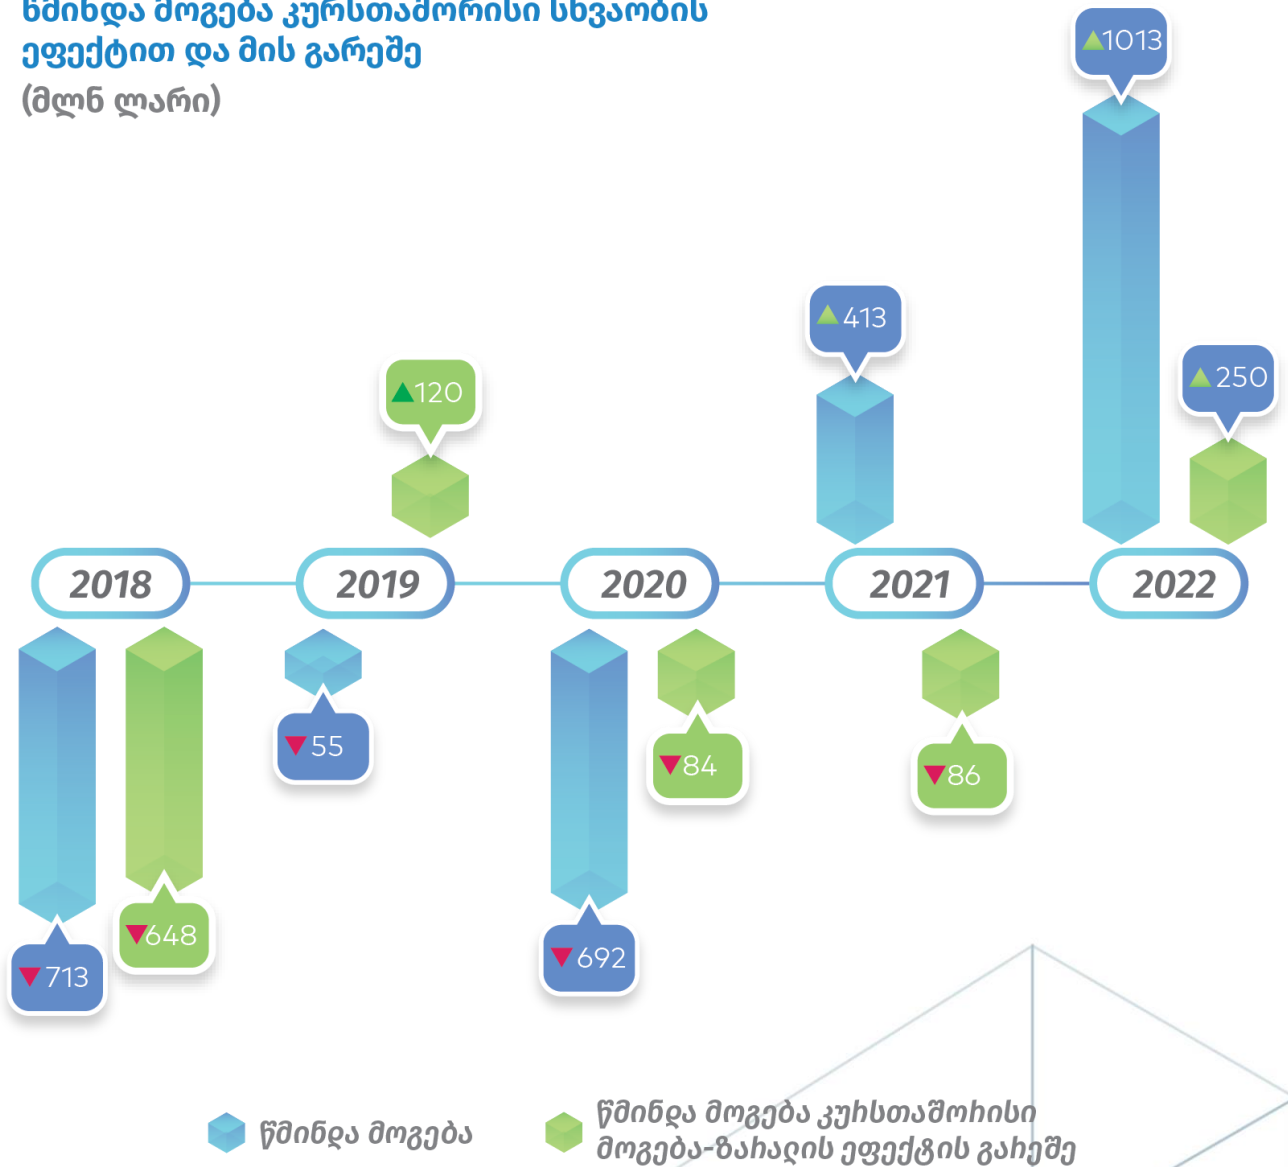 წმინდა მოგება კურსთაშორისი სხვაობის
ეფექტით და მის გარეშე
(მლნ ლარი)
▲1013
▲413
▲250
▲120
2018
2019
2020
2021
2022
▼55
▼84
▼86
▼648
▼713
▼692
წმინდა მოგება
წმინდა მოგება კურსთაშორისი
მოგება-ზარალის ეფექტის გარეშე